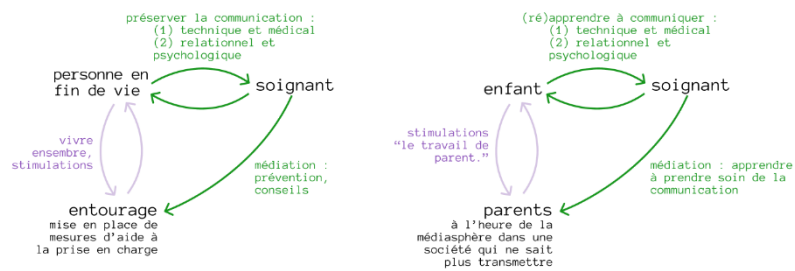 préserver la communication :
(1) technique et médical
(2) relationnel et
psychologique
personne en
fin de vie
soignant
vivre
ensembre,
stimulations
médiation :
prévention,
conseils
entourage
mise en place de
mesures d'aide à
la prise en charge
(ré)apprendre à communiquer :
(1) technique et médical
(2) relationnel et
psychologique
enfant
soignant
stimulations
“le travail de
parent.”
médiation : apprendre
à prendre soin de la
communication
parents
à l'heure de la
médiasphère dans une
société qui ne sait
plus transmettre